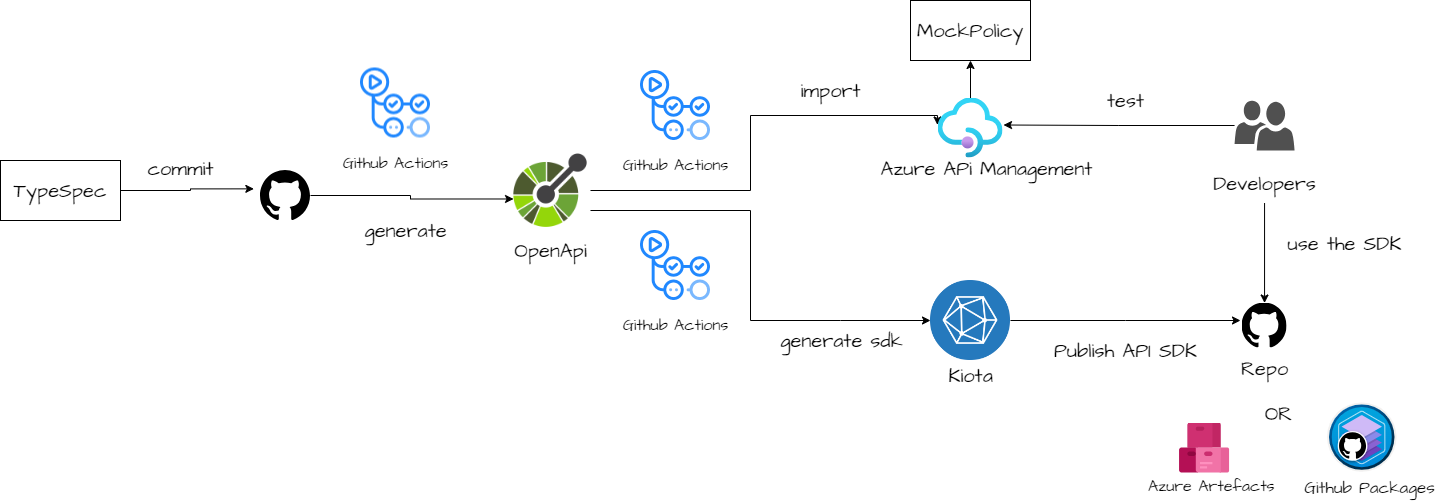 MockPolicy
import
test
Github Actions
Github Actions
commit
Azure APi Management
TypeSpec
Developers
generate
OpenApi
use the SDK
Github Actions
generate sdk
Publish API SDK
Kiota
Repo
OR
Azure Artefacts
Github Packages